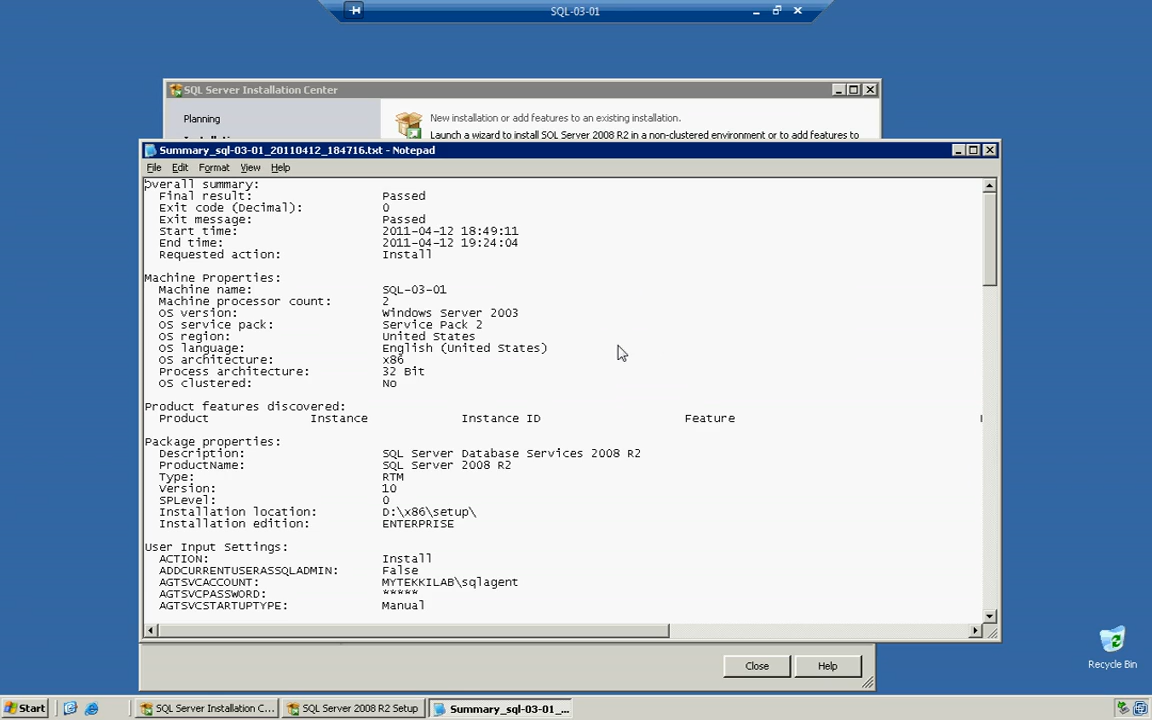 SQL-03-01
SQL Server Installation Center
Planning
New installation or add features to an existing installation.
Launch a wizard to install SQL Server 2008 R2 in a non-clustered environment or to add features to
Summary_sql-03-01_20110412_184716.txt - Notepad
File Edit Format View Help
Overall summary:
Final result: Passed
Exit code (Decimal): 0
Exit message: Passed
Start time: 2011-04-12 18:49:11
End time: 2011-04-12 19:24:04
Requested action: Install
Machine Properties:
Machine name: SQL-03-01
Machine processor count: 2
OS version: Windows Server 2003
OS service pack: Service Pack 2
OS region: United States
OS language: English (United States)
OS architecture: x86
Process architecture: 32 Bit
OS clustered: No
Product features discovered:
Product Instance Instance ID Feature
Package properties:
Description: SQL Server Database Services 2008 R2
ProductName: SQL Server 2008 R2
Type: RTM
Version: 10
SPLevel: 0
Installation location: D:\x86\setup\
Installation edition: ENTERPRISE
User Input Settings:
ACTION: Install
ADDCURRENTUSERASSQLADMIN: False
AGTSVCACCOUNT: MYTEKKILAB\sqlagent
AGTSVCPASSWORD: *****
AGTSVCSTARTUPTYPE: Manual
Close Help
Recycle Bin
Start SQL Server Installation C... SQL Server 2008 R2 Setup Summary_sql-03-01_...